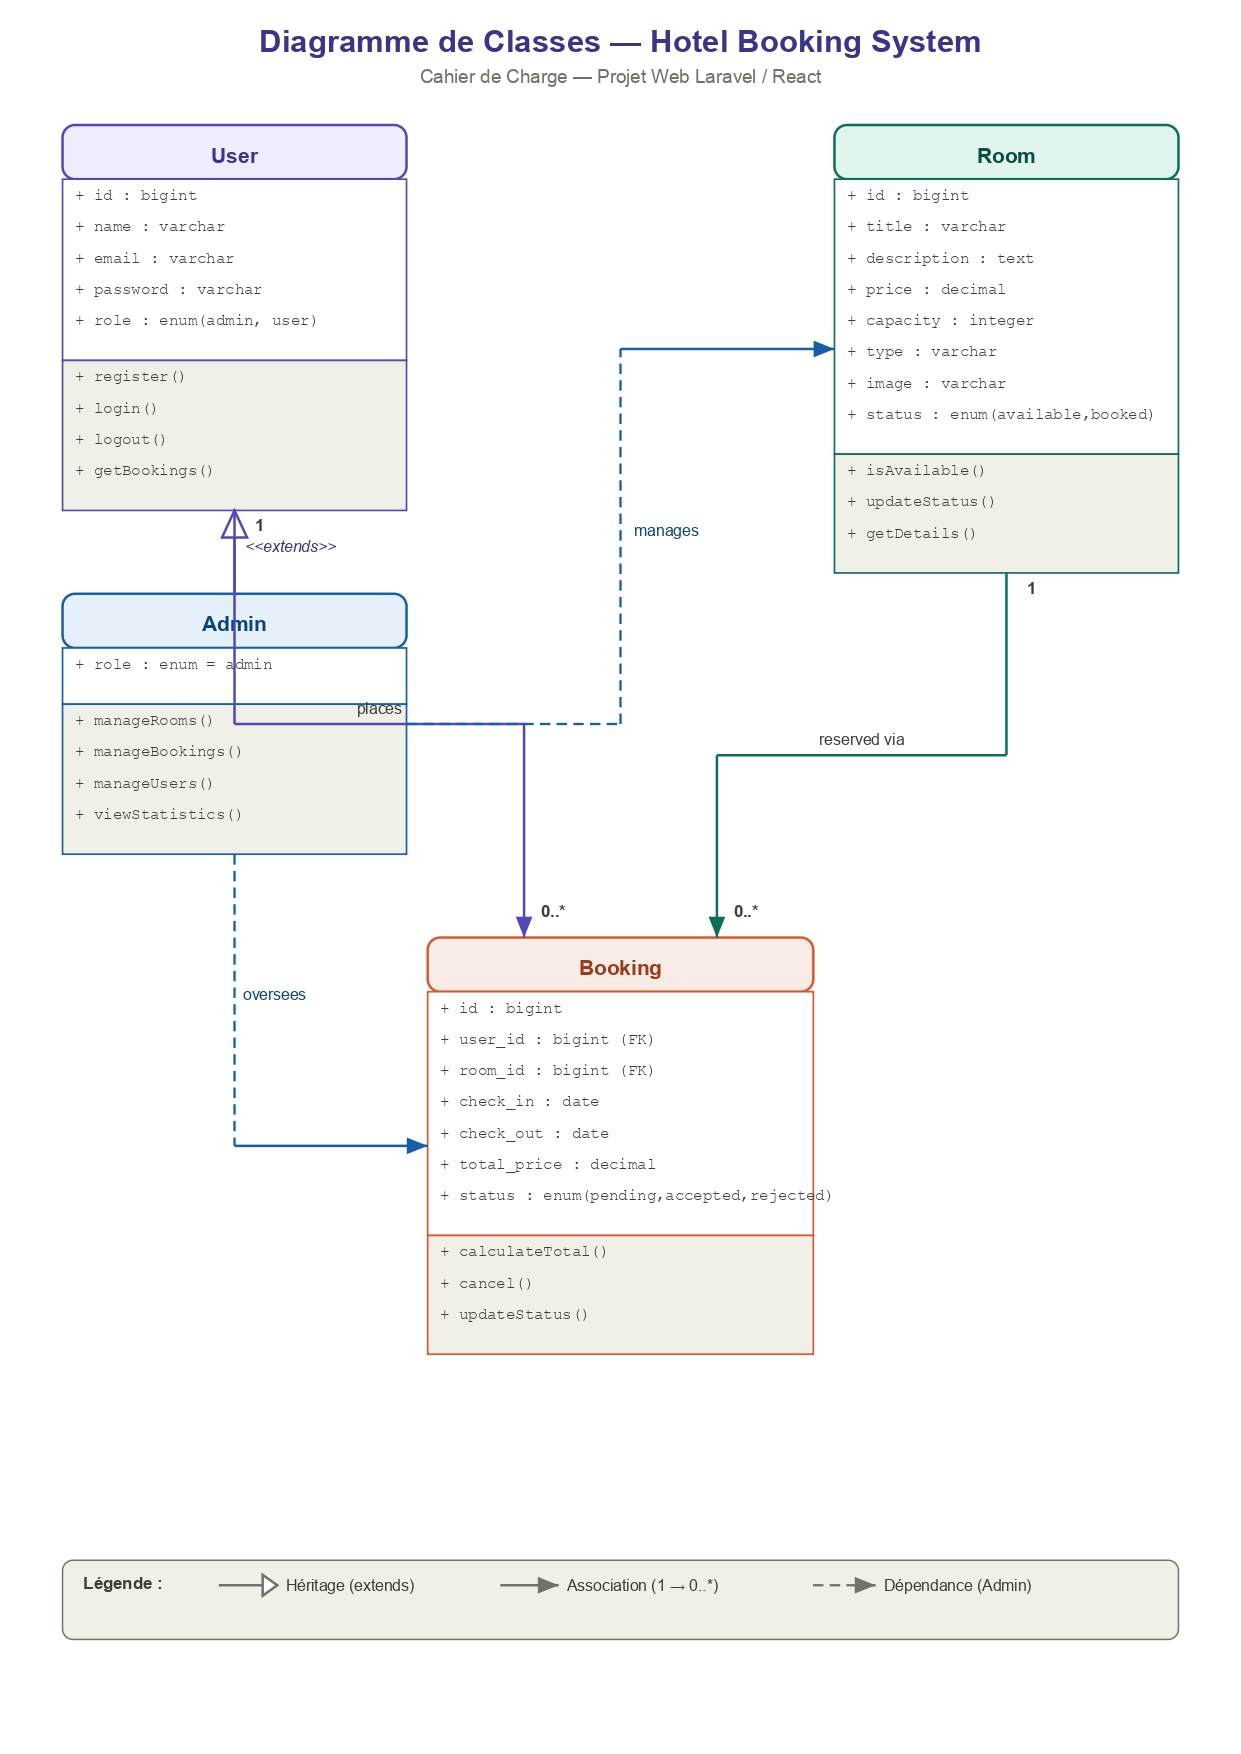 Diagramme de Classes — Hotel Booking System
Cahier de Charge — Projet Web Laravel / React
User
+ id : bigint
+ name : varchar
+ email : varchar
+ password : varchar
+ role : enum(admin, user)
+ register()
+ login()
+ logout()
+ getBookings()
Room
+ id : bigint
+ title : varchar
+ description : text
+ price : decimal
+ capacity : integer
+ type : varchar
+ image : varchar
+ status : enum(available,booked)
+ isAvailable()
+ updateStatus()
+ getDetails()
1
<<extends>>
manages
1
Admin
+ role : enum = admin
+ manageRooms()
+ manageBookings()
+ manageUsers()
+ viewStatistics()
places
reserved via
0..*
0..*
oversees
Booking
+ id : bigint
+ user_id : bigint (FK)
+ room_id : bigint (FK)
+ check_in : date
+ check_out : date
+ total_price : decimal
+ status : enum(pending,accepted,rejected)
+ calculateTotal()
+ cancel()
+ updateStatus()
Légende :
Héritage (extends)
Association (1 → 0..*)
Dépendance (Admin)